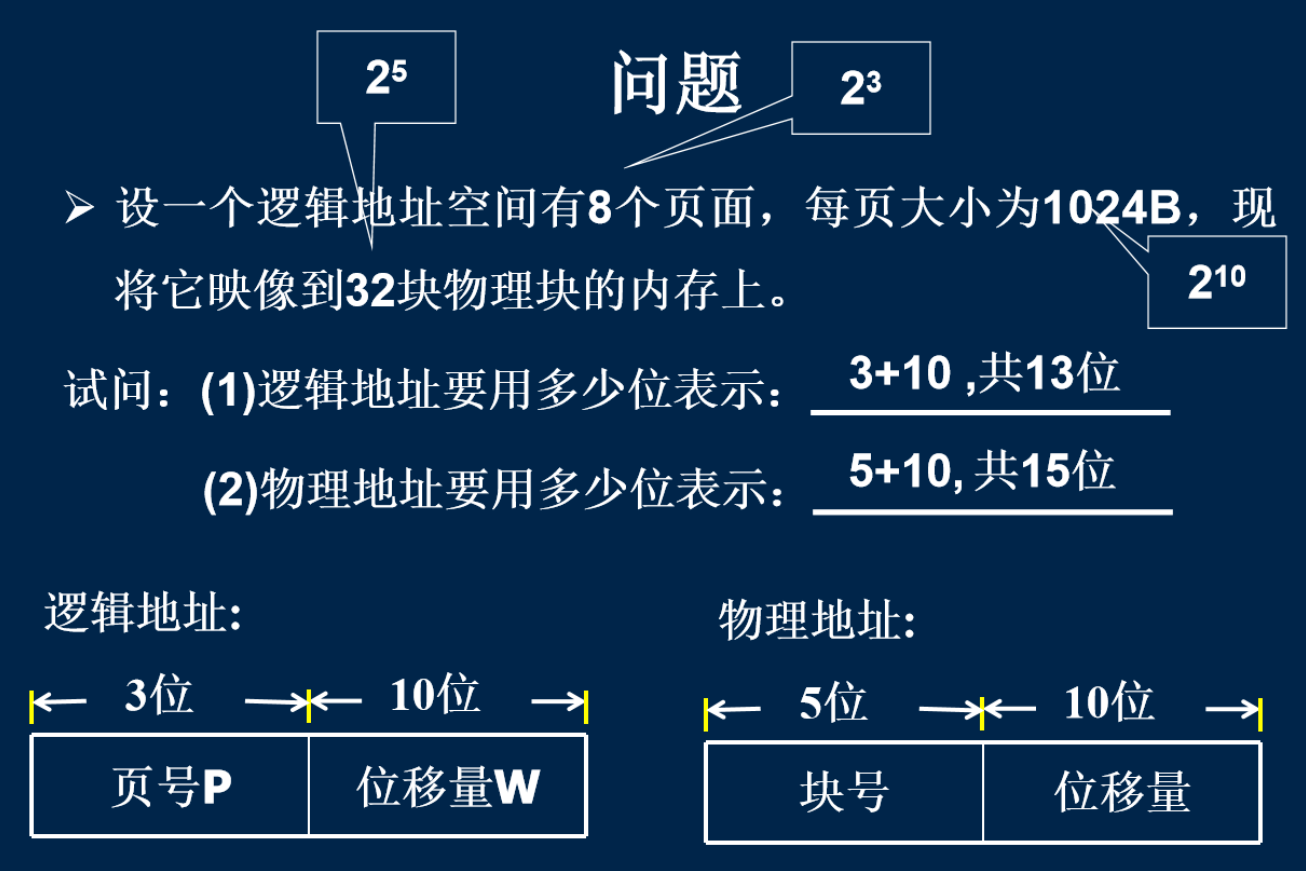 问题
2⁵
2³
设一个逻辑地址空间有8个页面，每页大小为1024B，现
将它映像到32块物理块的内存上。
2¹⁰
试问：(1)逻辑地址要用多少位表示： 3+10 ,共13位
(2)物理地址要用多少位表示： 5+10, 共15位
逻辑地址:
物理地址:
3位 10位
5位 10位
页号P 位移量W
块号 位移量